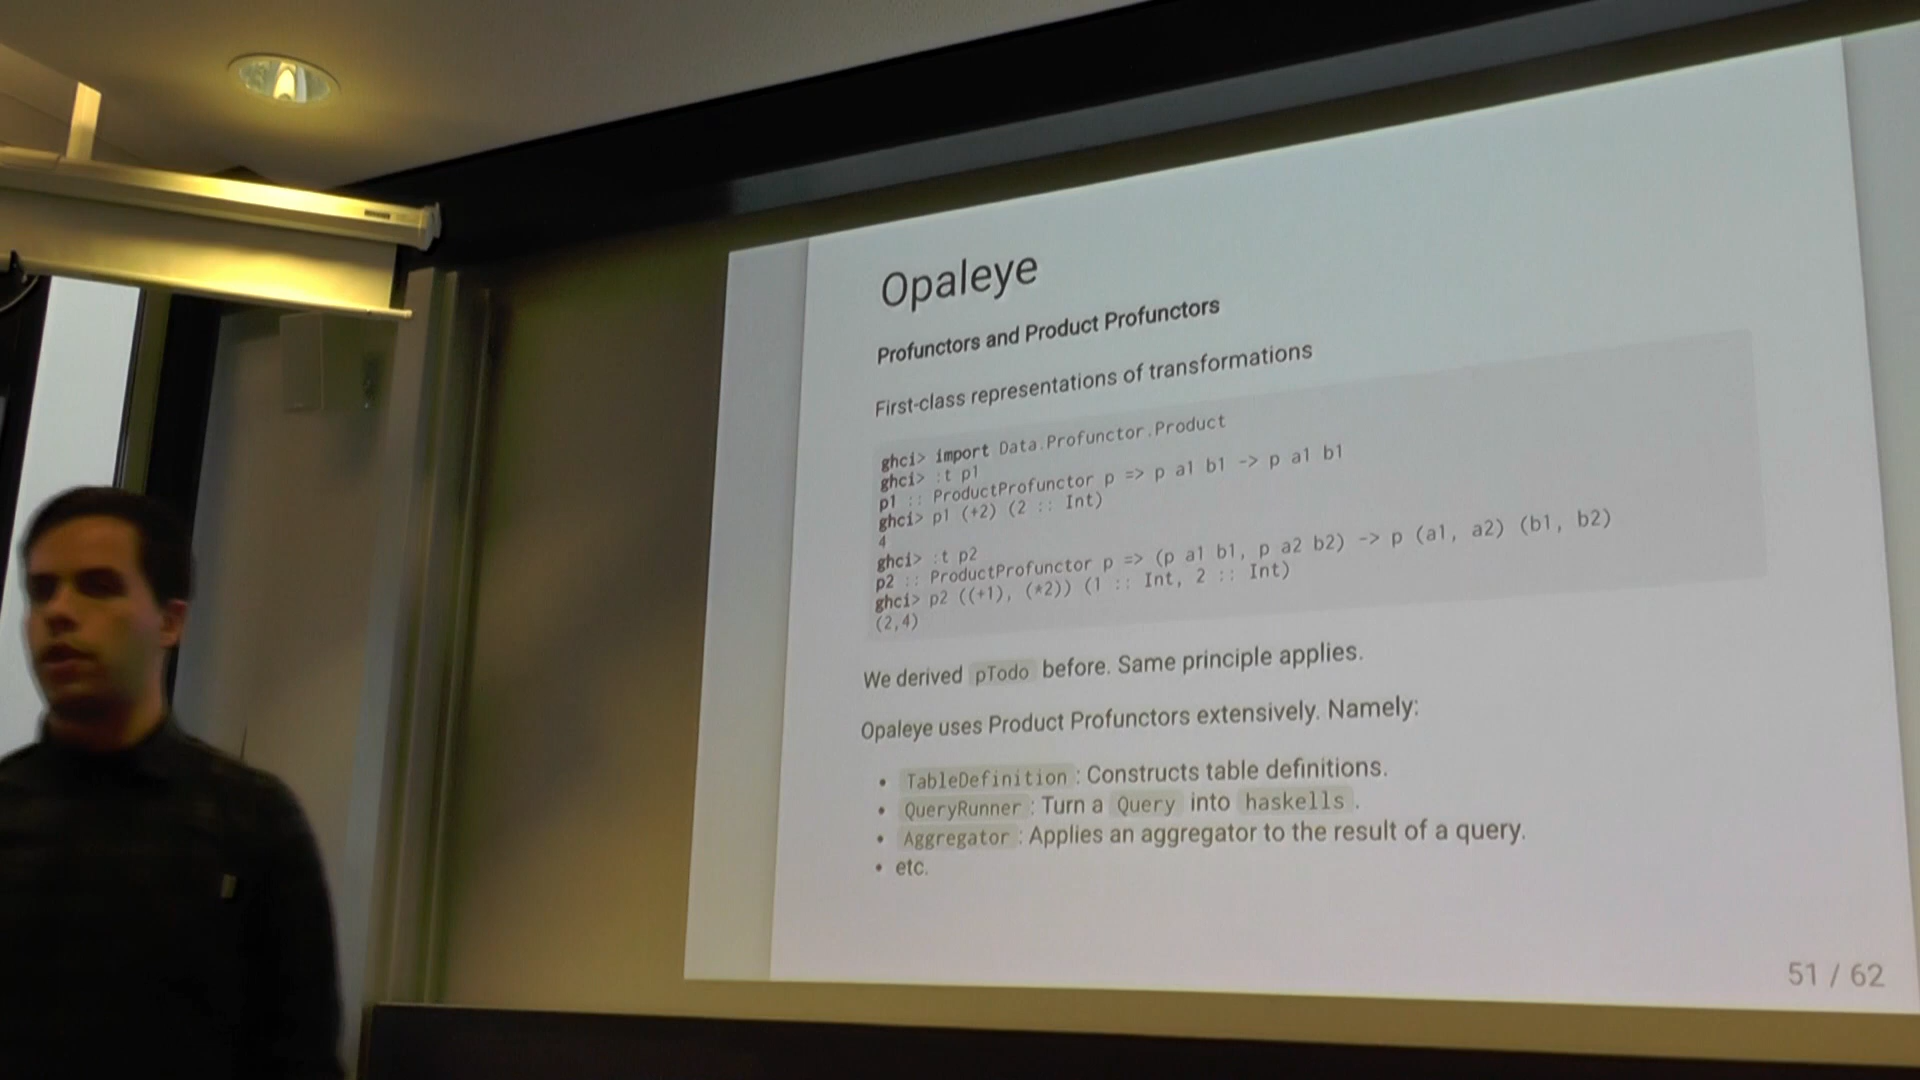 Opaleye
Profunctors and Product Profunctors
First-class representations of transformations
ghci> import Data.Profunctor.Product
ghci> :t p1
p1 :: ProductProfunctor p => p a1 b1 -> p a1 b1
ghci> p1 (+2) (2 :: Int)
4
ghci> :t p2
p2 :: ProductProfunctor p => (p a1 b1, p a2 b2) -> p (a1, a2) (b1, b2)
ghci> p2 ((+1), (*2)) (1 :: Int, 2 :: Int)
(2,4)
We derived pTodo before. Same principle applies.
Opaleye uses Product Profunctors extensively. Namely:
• TableDefinition : Constructs table definitions.
• QueryRunner : Turn a Query into haskells .
• Aggregator : Applies an aggregator to the result of a query.
• etc.
51 / 62